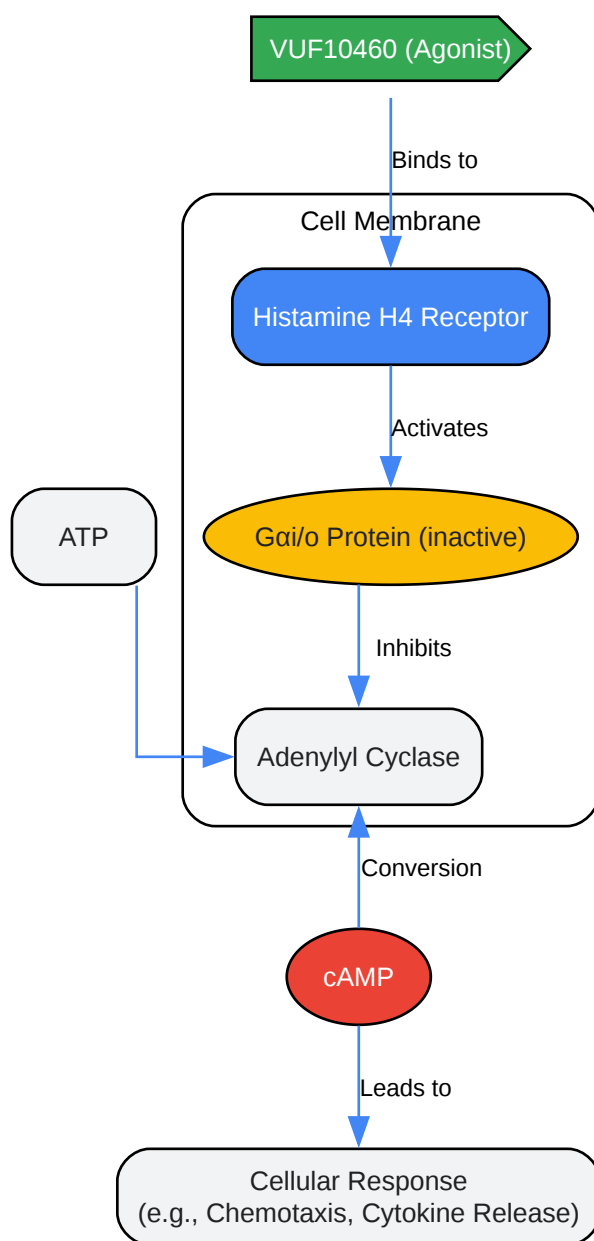 VUF10460 (Agonist)
Binds to
Cell Membrane
Histamine H4 Receptor
Activates
ATP
Gαi/o Protein (inactive)
Inhibits
Adenylyl Cyclase
Conversion
cAMP
Leads to
Cellular Response
(e.g., Chemotaxis, Cytokine Release)